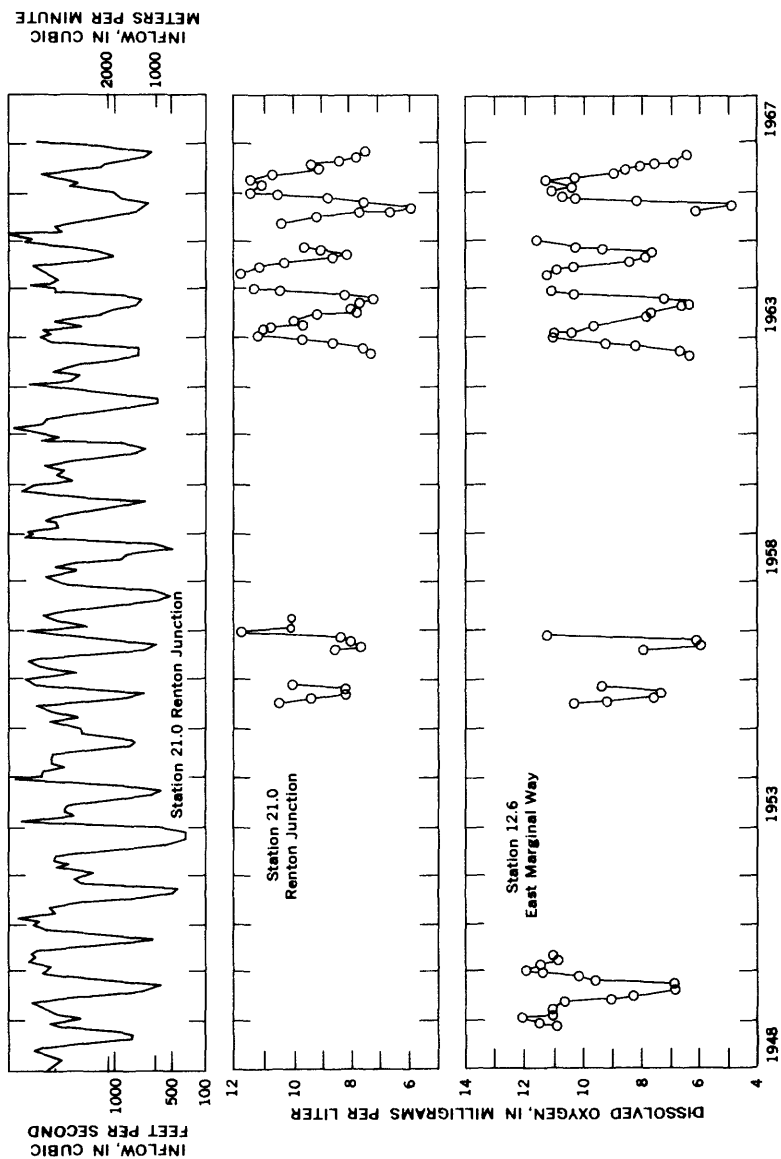 INFLOW, IN CUBIC
FEET PER SECOND
1000
400
100
Station 21.0 Renton Junction
2000
1000
INFLOW, IN CUBIC
METERS PER MINUTE
DISSOLVED OXYGEN, IN MILLIGRAMS PER LITER
12
10
8
6
Station 21.0
Renton Junction
14
12
10
8
6
4
Station 12.6
East Marginal Way
1948
1953
1958
1963
1967